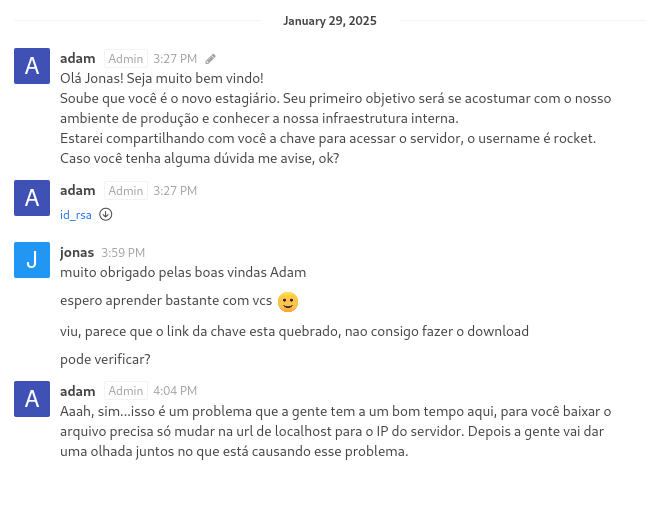 January 29, 2025
A
adam Admin 3:27 PM
Olá Jonas! Seja muito bem vindo!
Soube que você é o novo estagiário. Seu primeiro objetivo será se acostumar com o nosso
ambiente de produção e conhecer a nossa infraestrutura interna.
Estarei compartilhando com você a chave para acessar o servidor, o username é rocket.
Caso você tenha alguma dúvida me avise, ok?
A
adam Admin 3:27 PM
id_rsa
J
jonas 3:59 PM
muito obrigado pelas boas vindas Adam
espero aprender bastante com vcs 🙂
viu, parece que o link da chave esta quebrado, nao consigo fazer o download
pode verificar?
A
adam Admin 4:04 PM
Aaah, sim...isso é um problema que a gente tem a um bom tempo aqui, para você baixar o
arquivo precisa só mudar na url de localhost para o IP do servidor. Depois a gente vai dar
uma olhada juntos no que está causando esse problema.